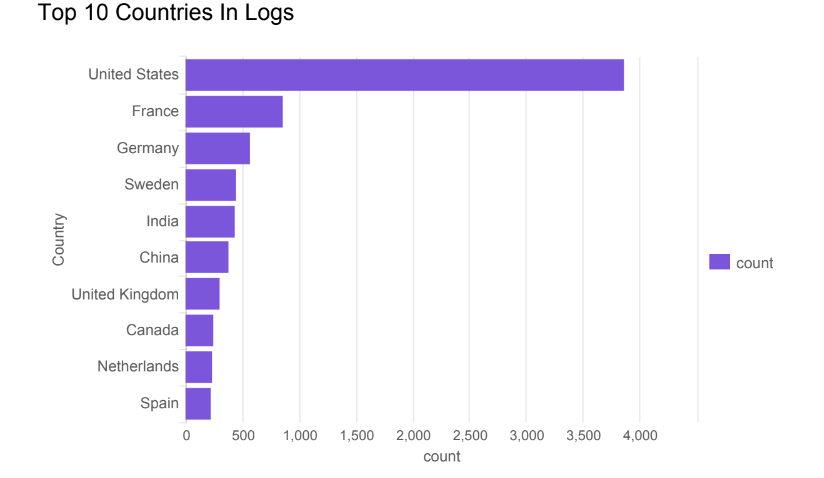 Top 10 Countries In Logs
United States
France
Germany
Sweden
India
China
United Kingdom
Canada
Netherlands
Spain
Country
0 500 1,000 1,500 2,000 2,500 3,000 3,500 4,000
count
count